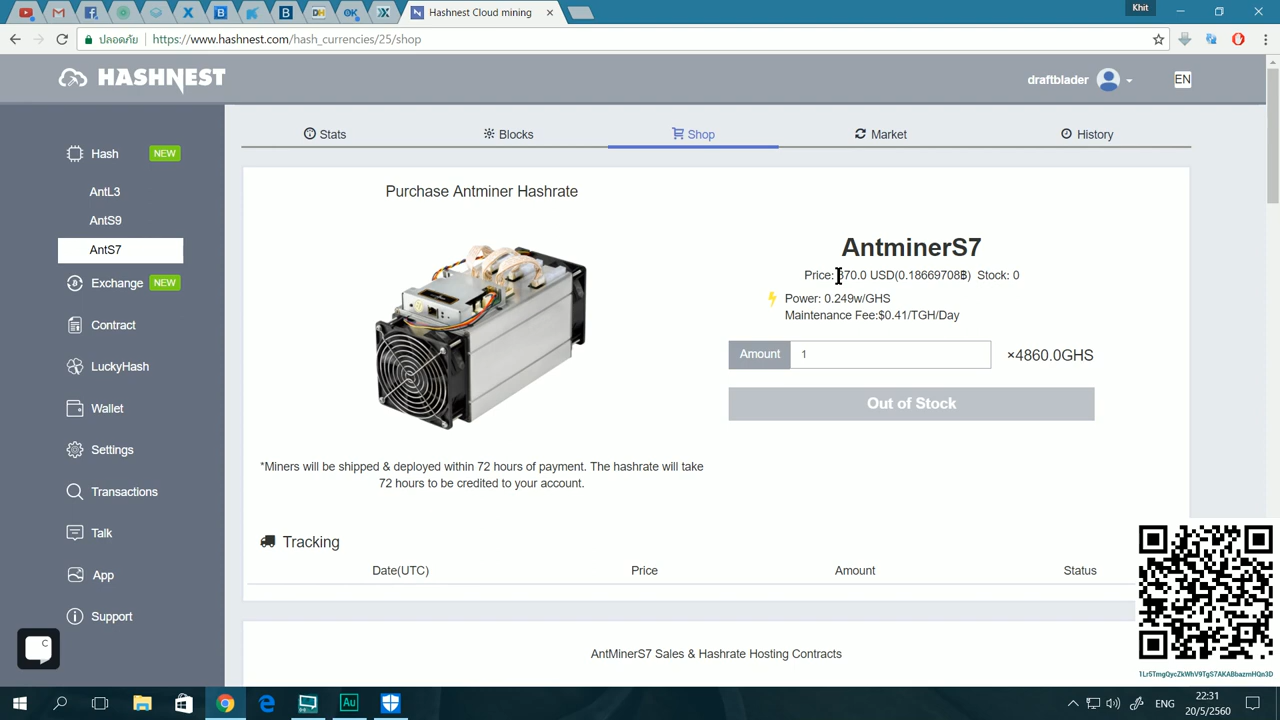 Khit
Hashnest Cloud mining
ปลอดภัย
https://www.hashnest.com/hash_currencies/25/shop
HASHNEST
draftblader
EN
Stats
Blocks
Shop
Market
History
Hash NEW
AntL3
AntS9
AntS7
Exchange NEW
Contract
LuckyHash
Wallet
Settings
Transactions
Talk
App
Support
Purchase Antminer Hashrate
AntminerS7
Price: 70.0 USD(0.18669708฿) Stock: 0
Power: 0.249w/GHS
Maintenance Fee:$0.41/TGH/Day
Amount 1 ×4860.0GHS
Out of Stock
*Miners will be shipped & deployed within 72 hours of payment. The hashrate will take
72 hours to be credited to your account.
Tracking
Date(UTC) Price Amount Status
AntMinerS7 Sales & Hashrate Hosting Contracts
ENG
22:31
20/5/2560